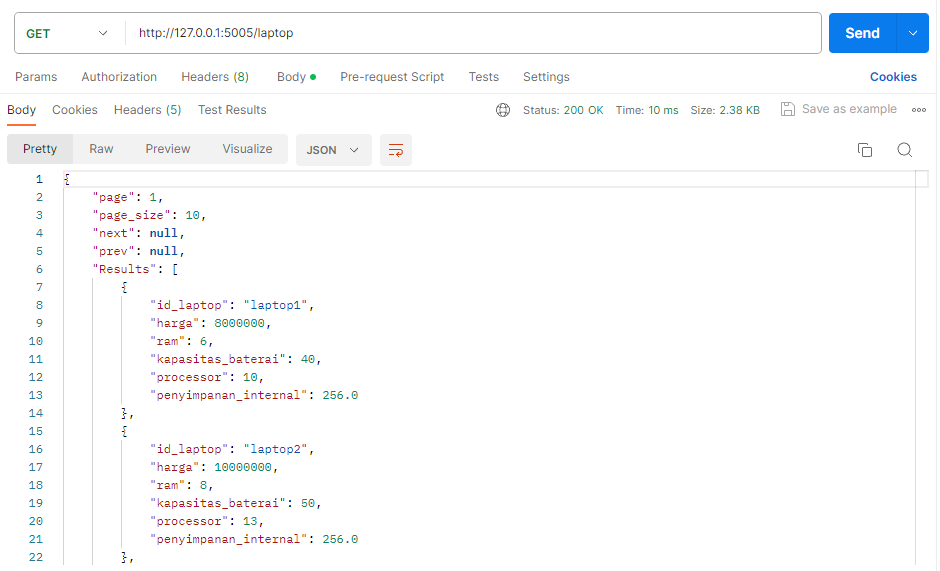 GET http://127.0.0.1:5005/laptop Send
Params Authorization Headers (8) Body Pre-request Script Tests Settings Cookies
Body Cookies Headers (5) Test Results Status: 200 OK Time: 10 ms Size: 2.38 KB Save as example
Pretty Raw Preview Visualize JSON
1 {
2 "page": 1,
3 "page_size": 10,
4 "next": null,
5 "prev": null,
6 "Results": [
7 {
8 "id_laptop": "laptop1",
9 "harga": 8000000,
10 "ram": 6,
11 "kapasitas_baterai": 40,
12 "processor": 10,
13 "penyimpanan_internal": 256.0
14 },
15 {
16 "id_laptop": "laptop2",
17 "harga": 10000000,
18 "ram": 8,
19 "kapasitas_baterai": 50,
20 "processor": 13,
21 "penyimpanan_internal": 256.0
22 },